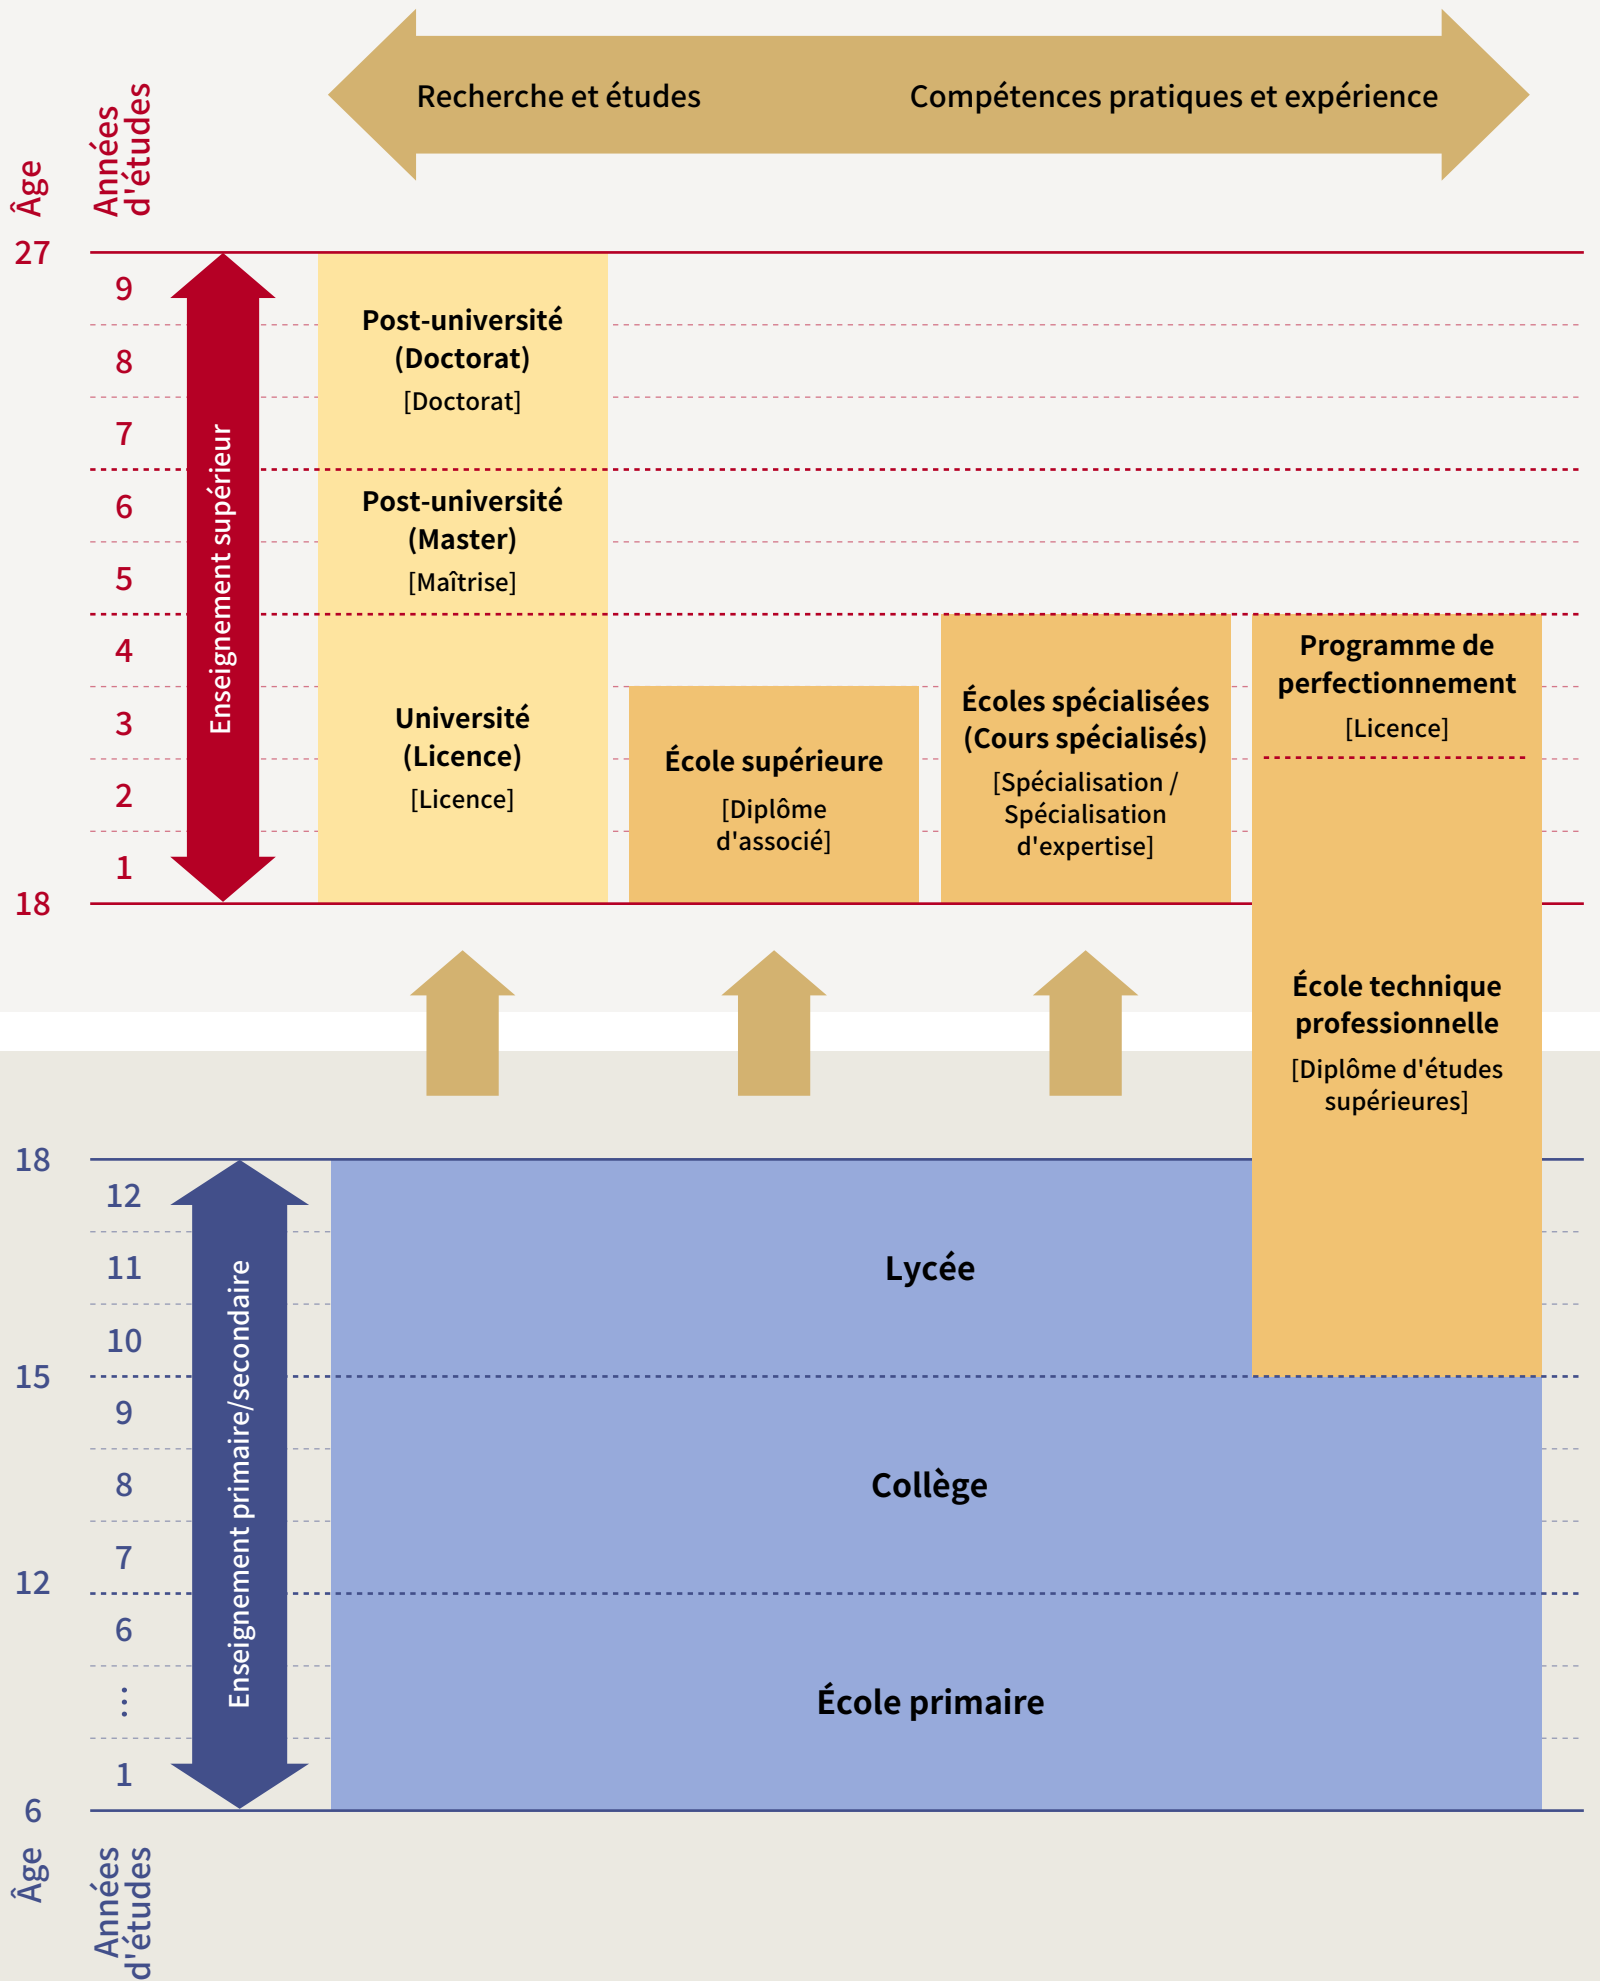 Recherche et études
Compétences pratiques et expérience
Âge
Années
d'études
27
9
8
7
6
5
4
3
2
1
18
Enseignement supérieur
Post-université
(Doctorat)
[Doctorat]
Post-université
(Master)
[Maîtrise]
Université
(Licence)
[Licence]
École supérieure
[Diplôme
d'associé]
Écoles spécialisées
(Cours spécialisés)
[Spécialisation /
Spécialisation
d'expertise]
Programme de
perfectionnement
[Licence]
École technique
professionnelle
[Diplôme d'études
supérieures]
18
12
11
10
15
9
8
7
12
6
⋮
1
6
Enseignement primaire/secondaire
Lycée
Collège
École primaire
Âge
Années
d'études